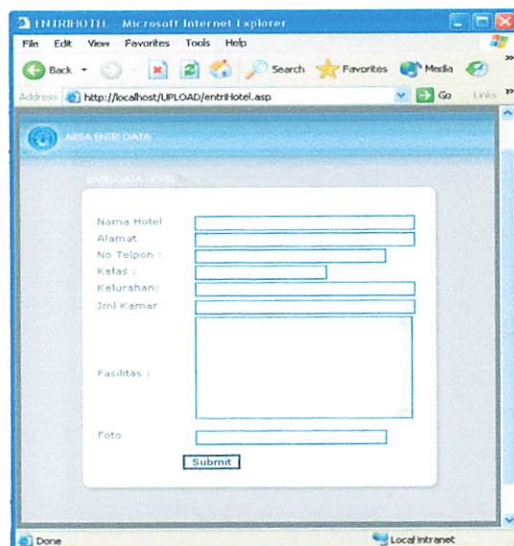 ENTRIHOTEL - Microsoft Internet Explorer
File Edit View Favorites Tools Help
Back Search Favorites Media
Address http://localhost/UPLOAD/entriHotel.asp Go Links
AREA ENTRI DATA
ENTRI DATA HOTEL
Nama Hotel
Alamat
No Telpon :
Kelas :
Kelurahan:
Jml Kamar
Fasilitas :
Foto
Submit
Done Local intranet